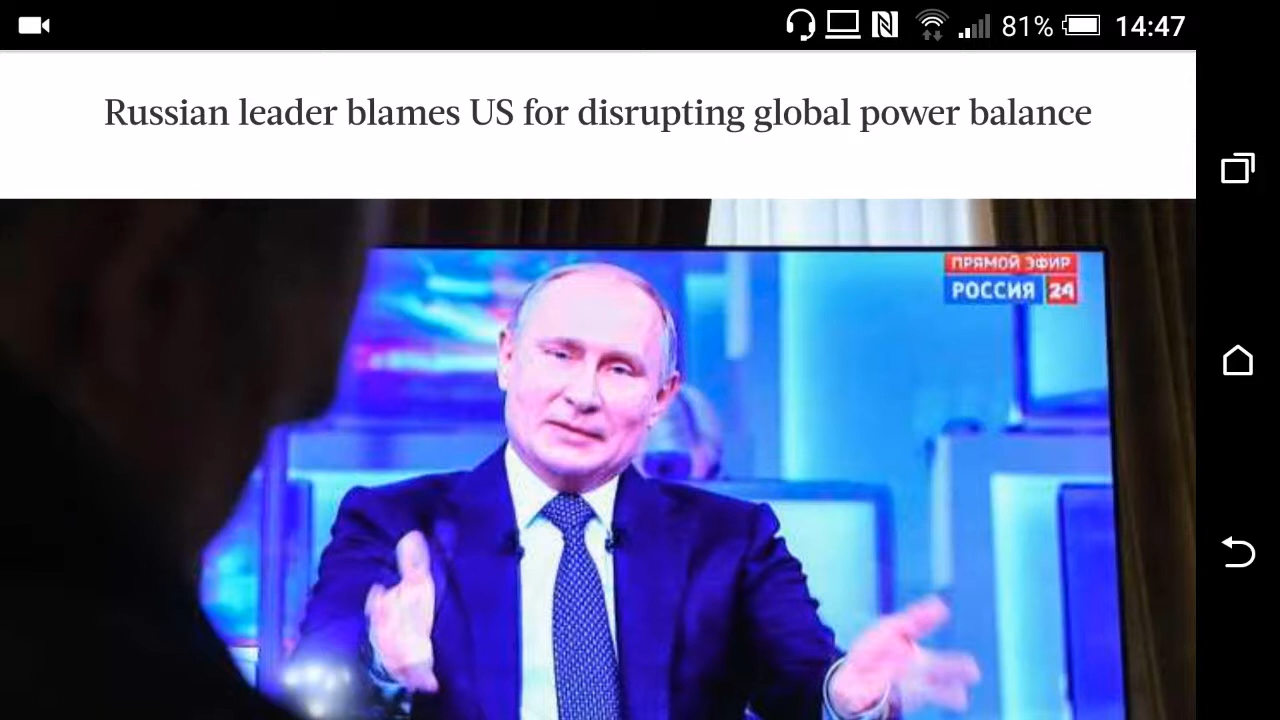 81% 14:47
Russian leader blames US for disrupting global power balance
ПРЯМОЙ ЭФИР
РОССИЯ 24